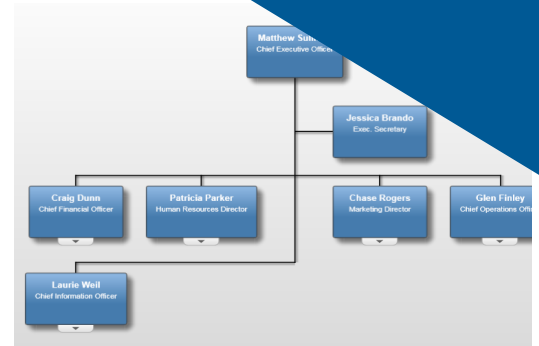 Matthew
Chief Executive Officer
Jessica Brando
Exec. Secretary
Craig Dunn
Chief Financial Officer
Patricia Parker
Human Resources Director
Chase Rogers
Marketing Director
Glen Finley
Chief Operations
Laurie Weil
Chief Information Officer